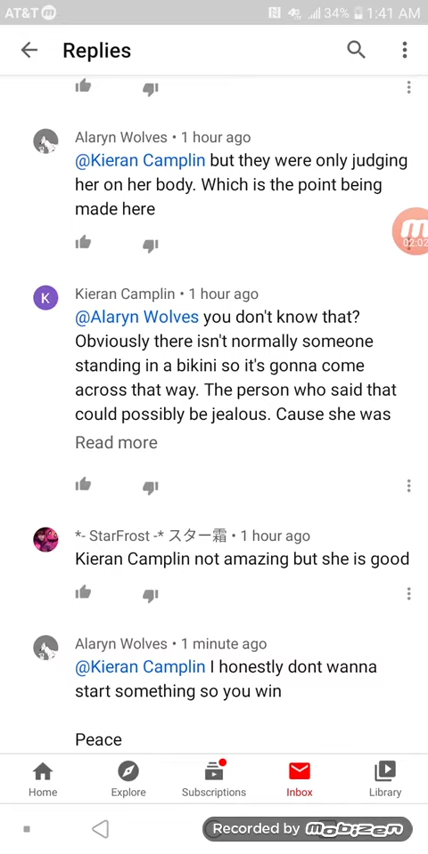 AT&T m 34% 1:41 AM
Replies
Alaryn Wolves • 1 hour ago
@Kieran Camplin but they were only judging
her on her body. Which is the point being
made here
02:02
K
Kieran Camplin • 1 hour ago
@Alaryn Wolves you don't know that?
Obviously there isn't normally someone
standing in a bikini so it's gonna come
across that way. The person who said that
could possibly be jealous. Cause she was
Read more
*- StarFrost -* スター霜 • 1 hour ago
Kieran Camplin not amazing but she is good
Alaryn Wolves • 1 minute ago
@Kieran Camplin I honestly dont wanna
start something so you win
Peace
Home Explore Subscriptions Inbox Library
Recorded by MOBIZEN